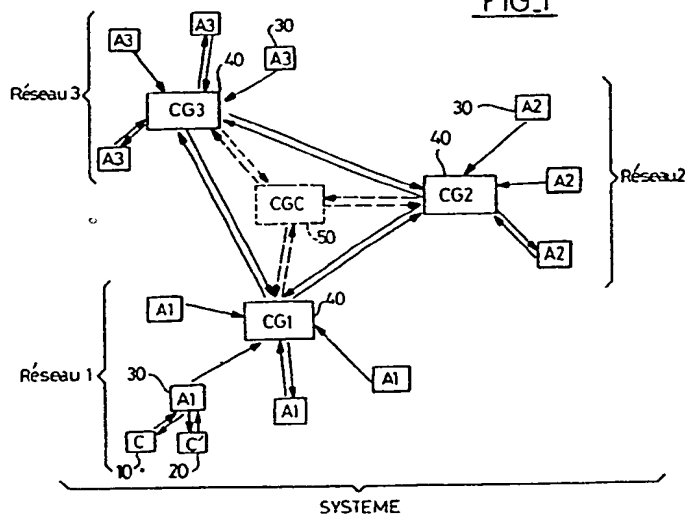 FIG_1
30
A3
A3
40
A3
Réseau 3
CG3
A3
30
A2
40
CG2
A2
Réseau2
A2
CGC
50
40
A1
CG1
Réseau 1
30
A1
A1
A1
C
C'
10
20
SYSTEME